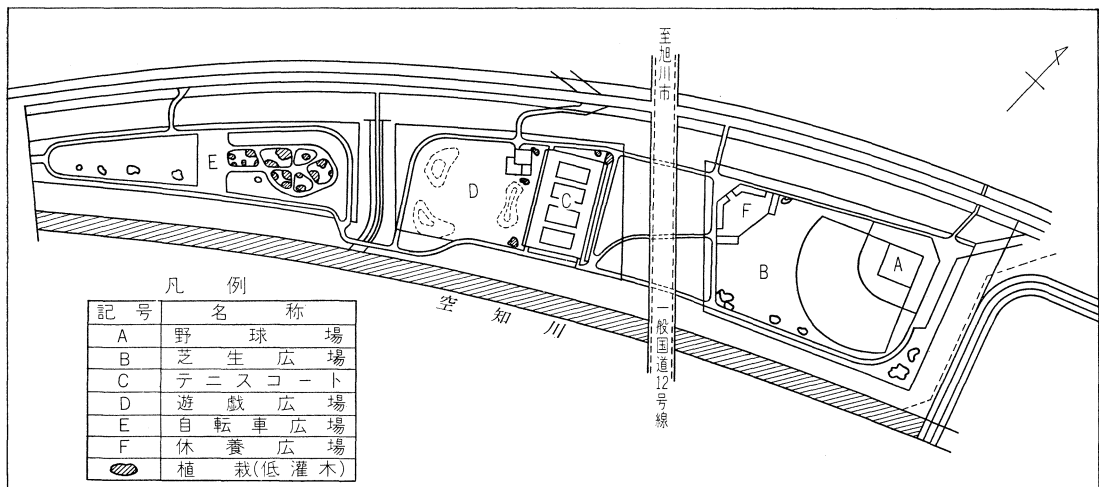 至旭川市
E
D
C
F
B
A
空知川
一般国道12号線
凡例
記号 名称
A 野球場
B 芝生広場
C テニスコート
D 遊戯広場
E 自転車広場
F 休養広場
植栽(低灌木)